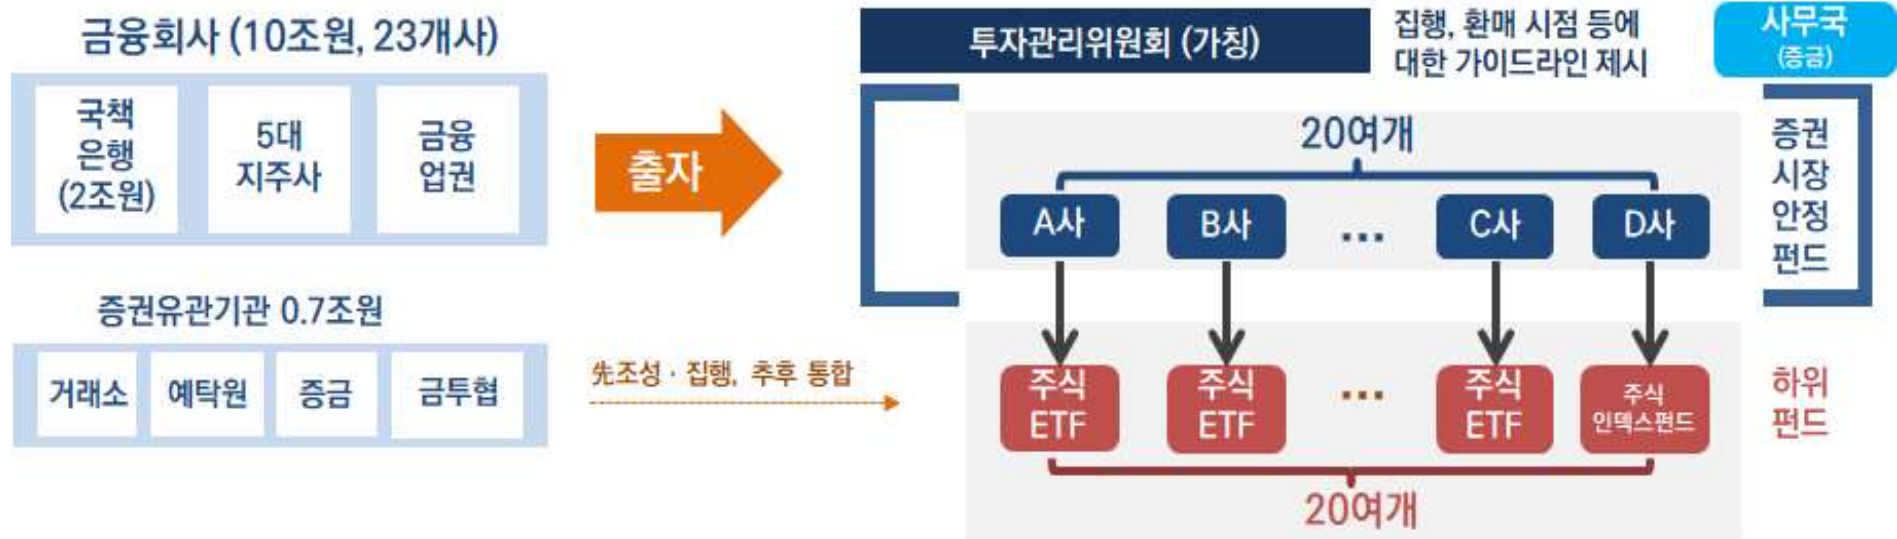 금융회사 (10조원, 23개사)
국책
은행
(2조원)
5대
지주사
금융
업권
출자
증권유관기관 0.7조원
거래소
예탁원
증금
금투협
先조성 · 집행, 추후 통합
투자관리위원회 (가칭)
집행, 환매 시점 등에
대한 가이드라인 제시
사무국
(증금)
20여개
A사
B사
...
C사
D사
증권
시장
안정
펀드
주식
ETF
주식
ETF
...
주식
ETF
주식
인덱스펀드
하위
펀드
20여개